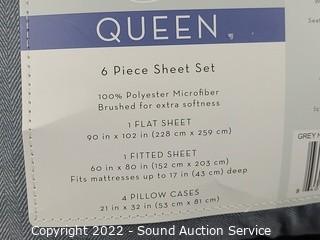 QUEEN
6 Piece Sheet Set
100% Polyester Microfiber
Brushed for extra softness
1 FLAT SHEET
90 in x 102 in (228 cm x 259 cm)
1 FITTED SHEET
60 in x 80 in (152 cm x 203 cm)
Fits mattresses up to 17 in (43 cm) deep
4 PILLOW CASES
21 in x 32 in (53 cm x 81 cm)
GREY
Copyright 2022 - Sound Auction Service